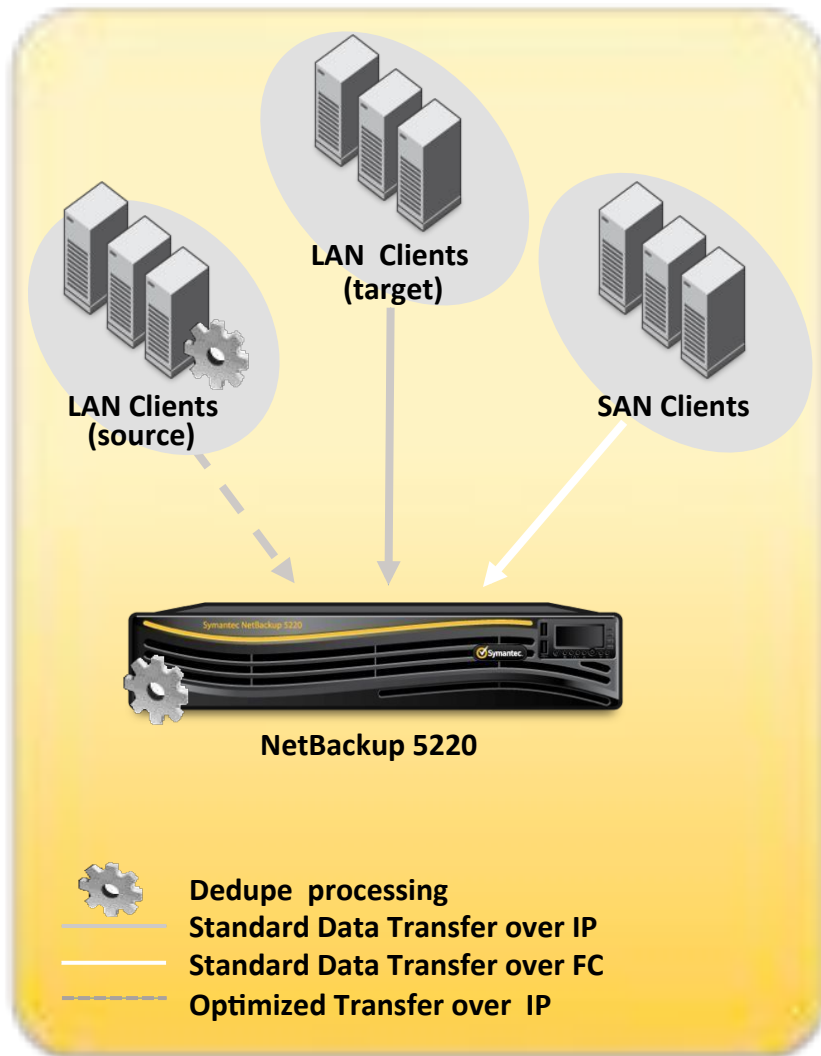 LAN Clients
(target)
LAN Clients
(source)
SAN Clients
Symantec NetBackup 5220
Symantec.
NetBackup 5220
Dedupe processing
Standard Data Transfer over IP
Standard Data Transfer over FC
Optimized Transfer over IP